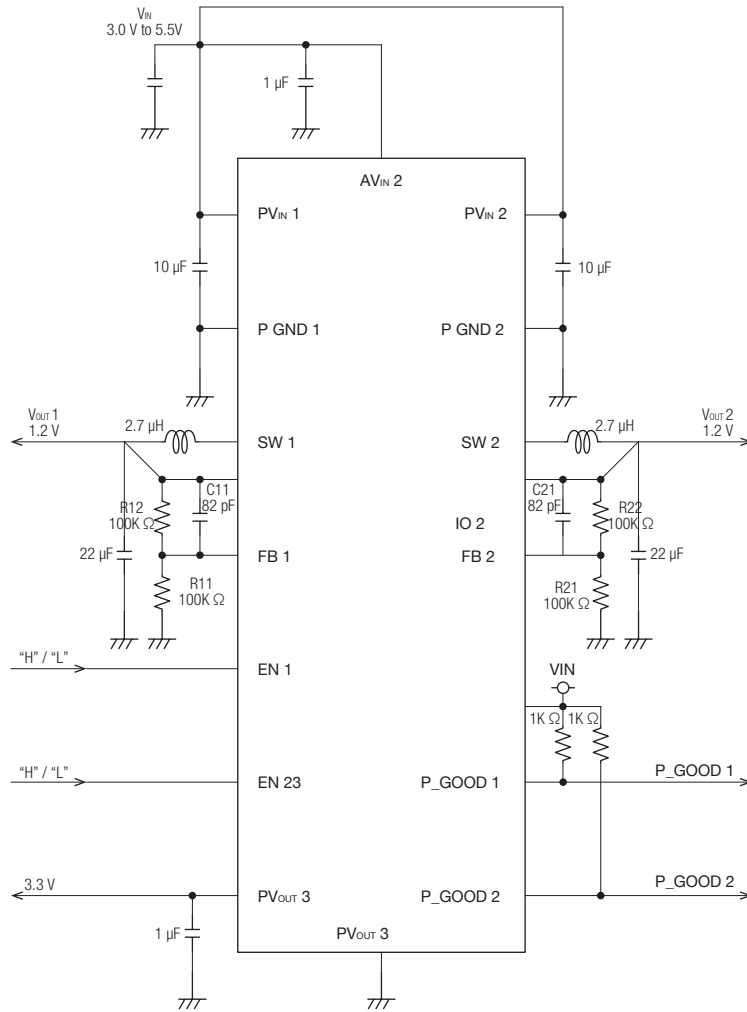 VIN
3.0 V to 5.5V
1 µF
AVIN 2
PVIN 1
PVIN 2
10 µF
10 µF
P GND 1
P GND 2
VOUT 1
1.2 V
2.7 µH
SW 1
SW 2
2.7 µH
VOUT 2
1.2 V
R12
100K Ω
C11
82 pF
IO 2
C21
82 pF
R22
100K Ω
22 µF
FB 1
FB 2
22 µF
R11
100K Ω
R21
100K Ω
"H" / "L"
EN 1
VIN
1K Ω
1K Ω
"H" / "L"
EN 23
P_GOOD 1
P_GOOD 1
3.3 V
PVOUT 3
P_GOOD 2
P_GOOD 2
1 µF
PVOUT 3